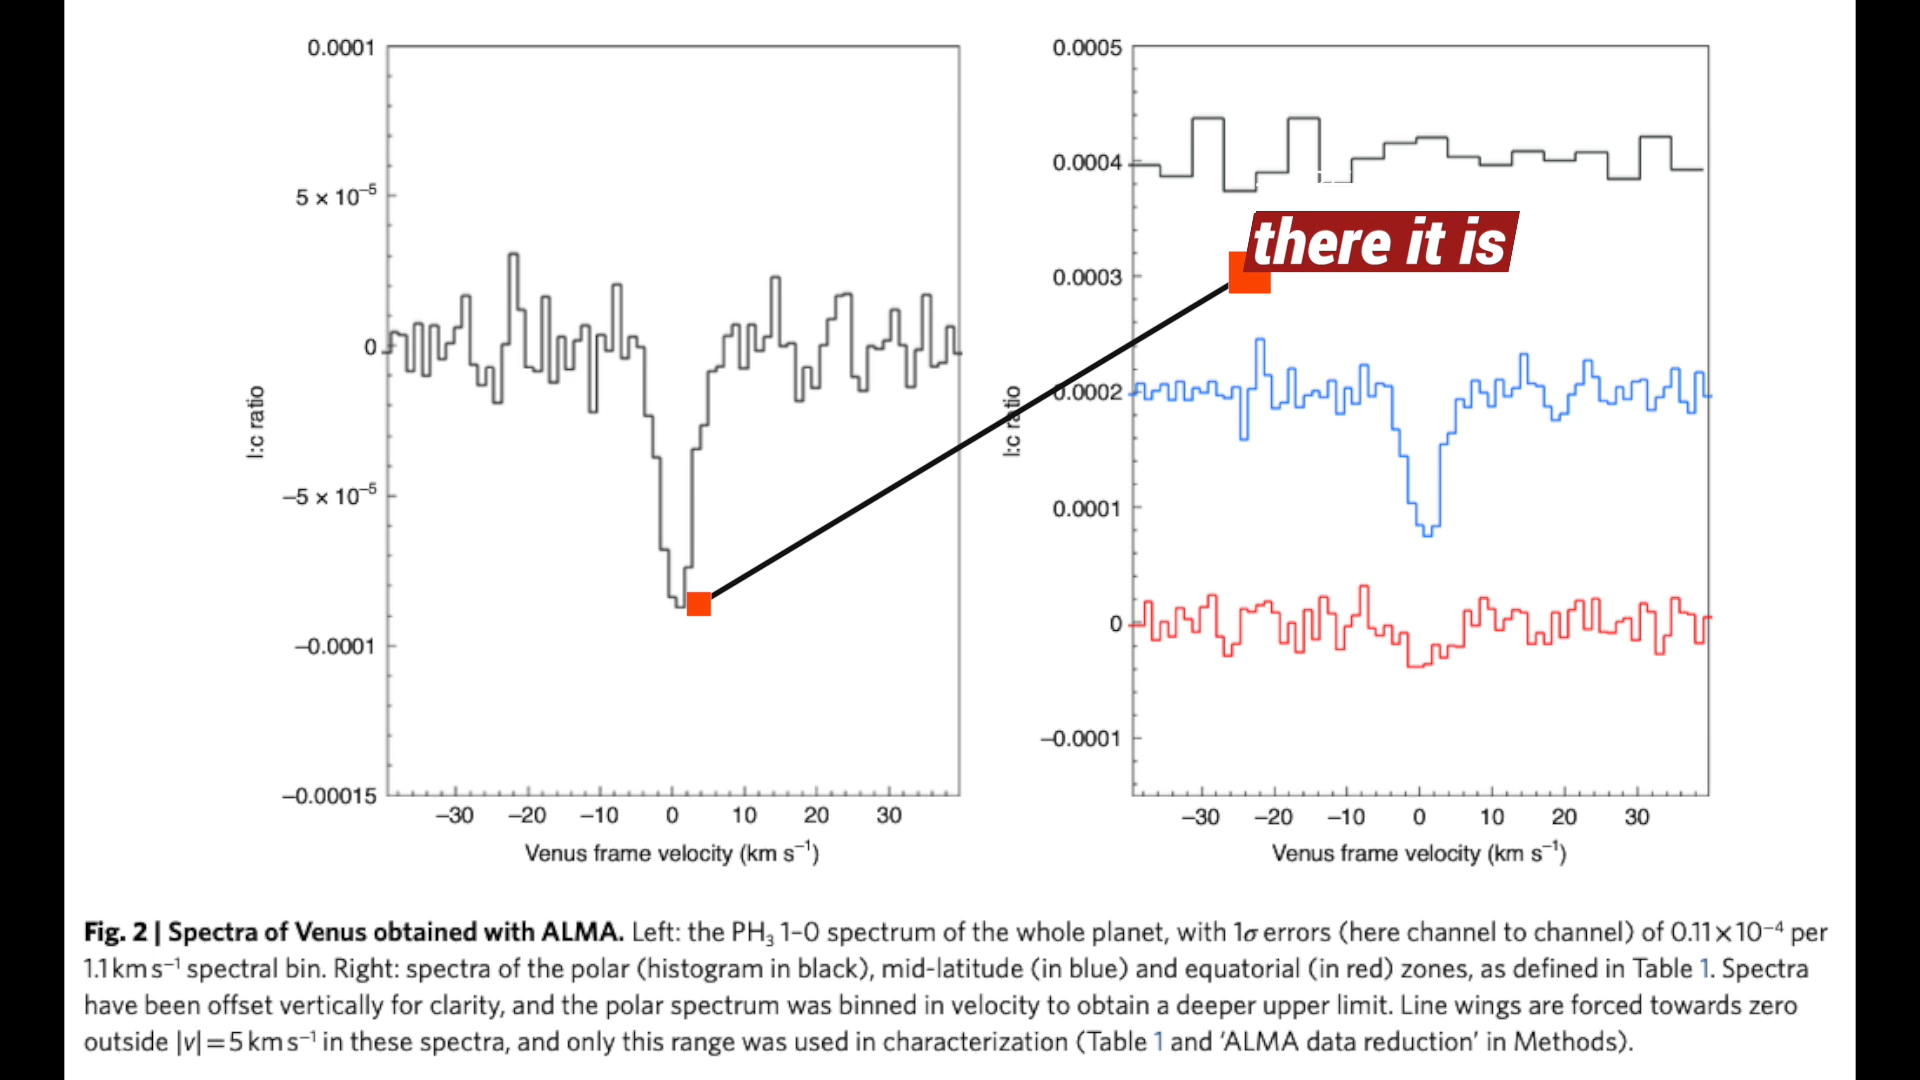 0.0001
5 × 10⁻⁵
0
−5 × 10⁻⁵
−0.0001
−0.00015
l:c ratio
−30 −20 −10 0 10 20 30
Venus frame velocity (km s⁻¹)
0.0005
0.0004
0.0003
0.0002
0.0001
0
−0.0001
l:c ratio
−30 −20 −10 0 10 20 30
Venus frame velocity (km s⁻¹)
there it is
Fig. 2 | Spectra of Venus obtained with ALMA. Left: the PH₃ 1–0 spectrum of the whole planet, with 1σ errors (here channel to channel) of 0.11 × 10⁻⁴ per
1.1 km s⁻¹ spectral bin. Right: spectra of the polar (histogram in black), mid-latitude (in blue) and equatorial (in red) zones, as defined in Table 1. Spectra
have been offset vertically for clarity, and the polar spectrum was binned in velocity to obtain a deeper upper limit. Line wings are forced towards zero
outside |v| = 5 km s⁻¹ in these spectra, and only this range was used in characterization (Table 1 and ‘ALMA data reduction’ in Methods).